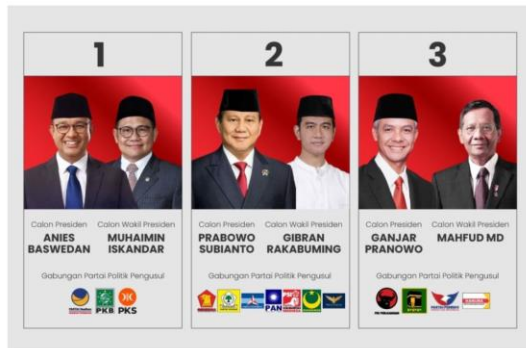 1
Calon Presiden Calon Wakil Presiden
ANIES BASWEDAN
MUHAIMIN ISKANDAR
Gabungan Partai Politik Pengusul
PKB PKS
2
Calon Presiden Calon Wakil Presiden
PRABOWO SUBIANTO
GIBRAN RAKABUMING
Gabungan Partai Politik Pengusul
PAN
3
Calon Presiden Calon Wakil Presiden
GANJAR PRANOWO
MAHFUD MD
Gabungan Partai Politik Pengusul
PPP